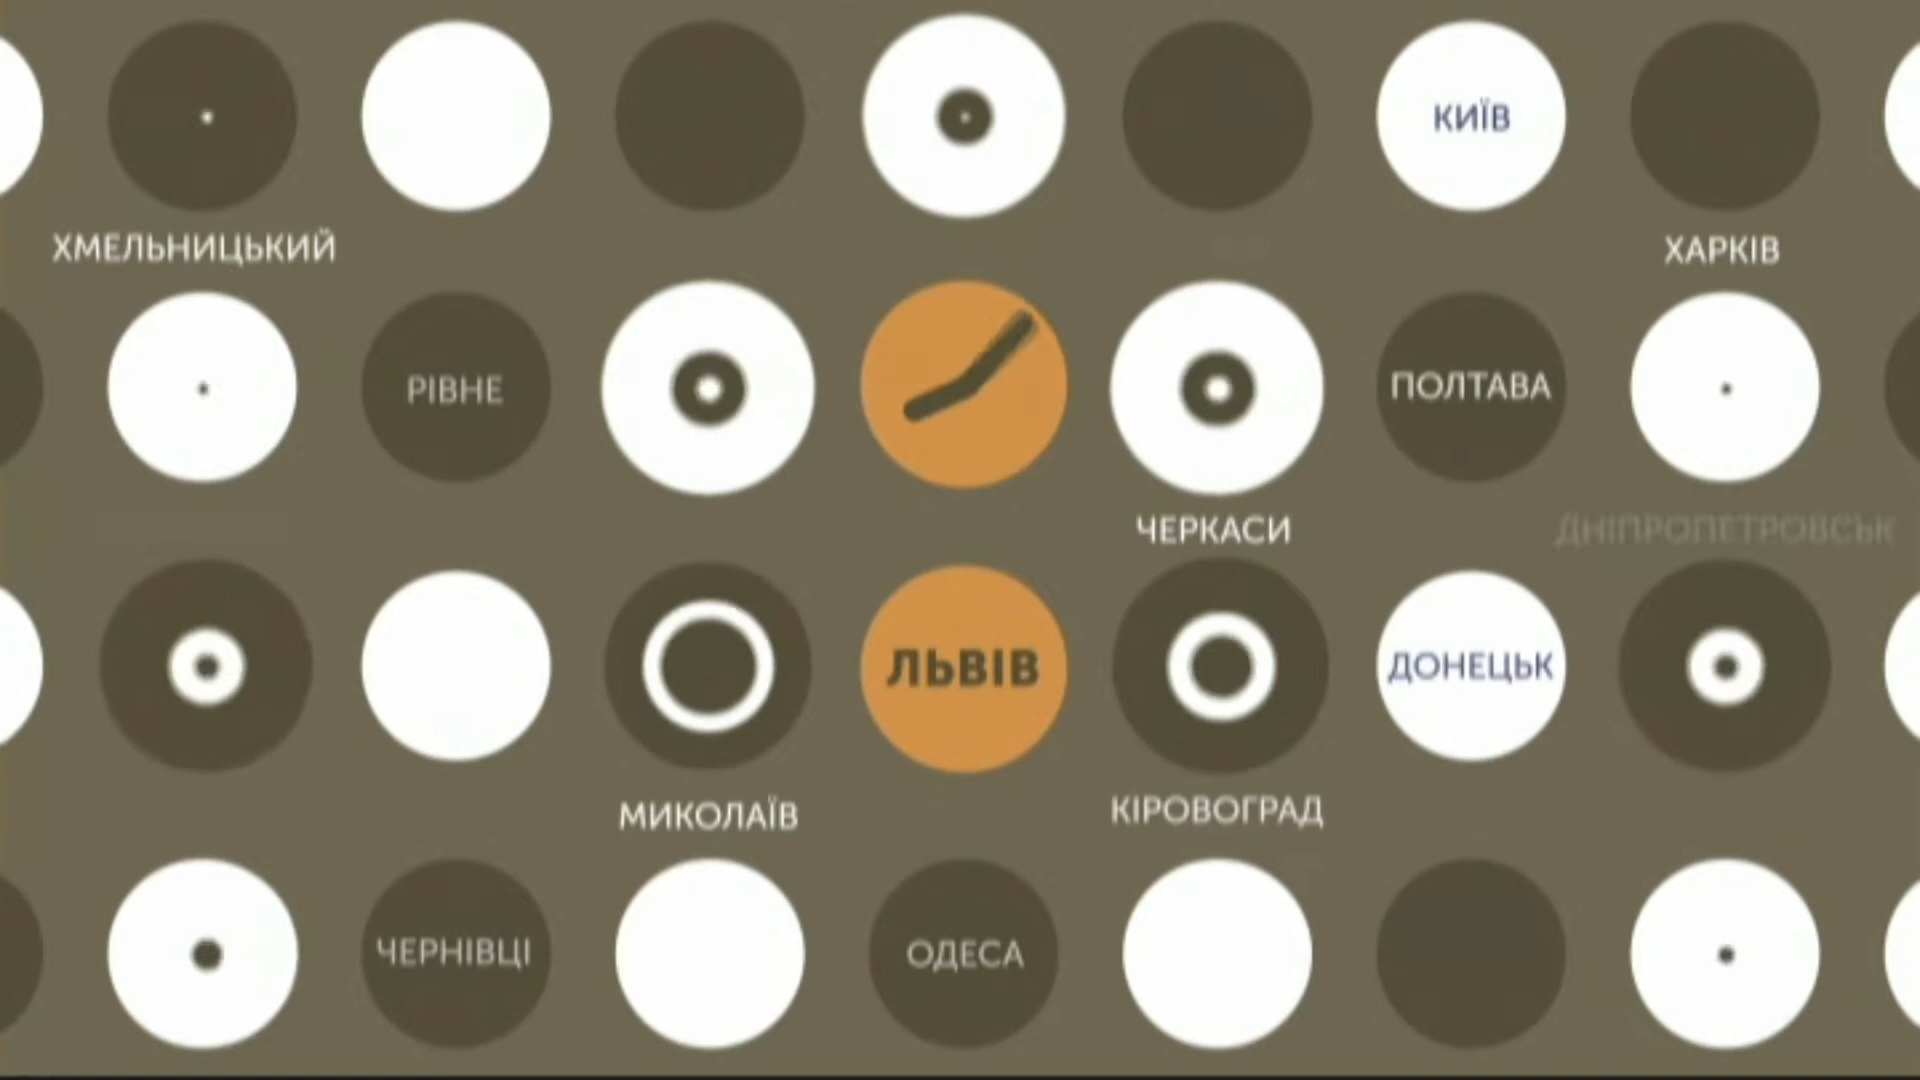 КИЇВ
ХМЕЛЬНИЦЬКИЙ
ХАРКІВ
РІВНЕ
ПОЛТАВА
ЧЕРКАСИ
ДНІПРОПЕТРОВСЬК
ЛЬВІВ
ДОНЕЦЬК
МИКОЛАЇВ
КІРОВОГРАД
ЧЕРНІВЦІ
ОДЕСА